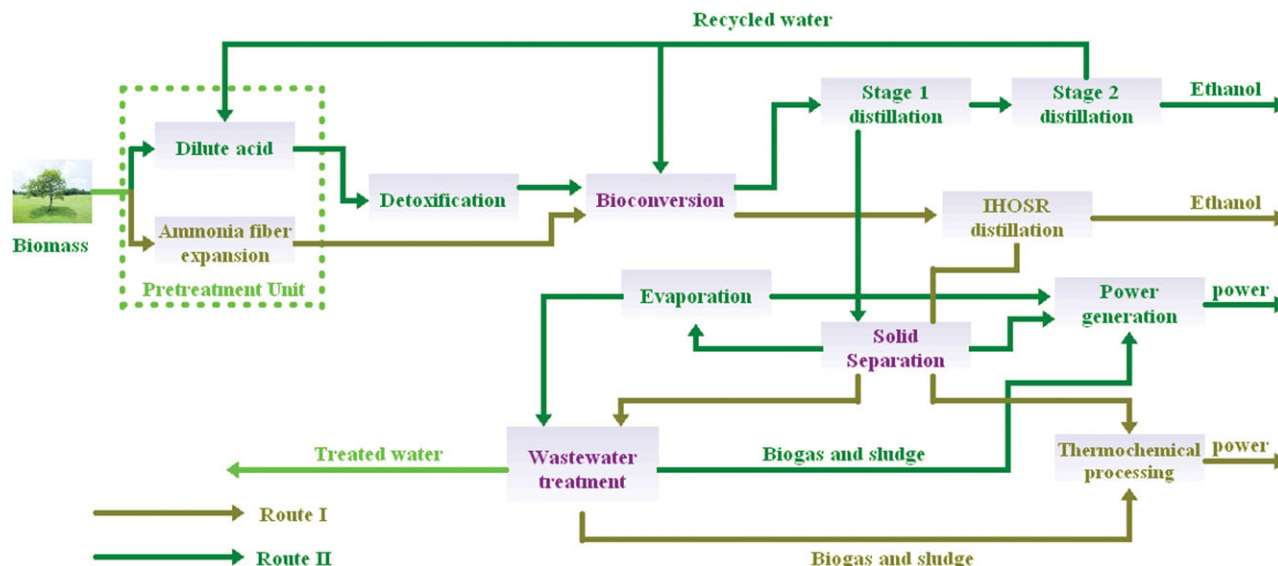 Recycled water
Stage 1
distillation
Stage 2
distillation
Ethanol
Dilute acid
Detoxification
Bioconversion
IHOSR
distillation
Ethanol
Biomass
Ammonia fiber
expansion
Pretreatment Unit
Evaporation
Power
generation
power
Solid
Separation
Treated water
Wastewater
treatment
Biogas and sludge
Thermochemical
processing
power
Route I
Route II
Biogas and sludge